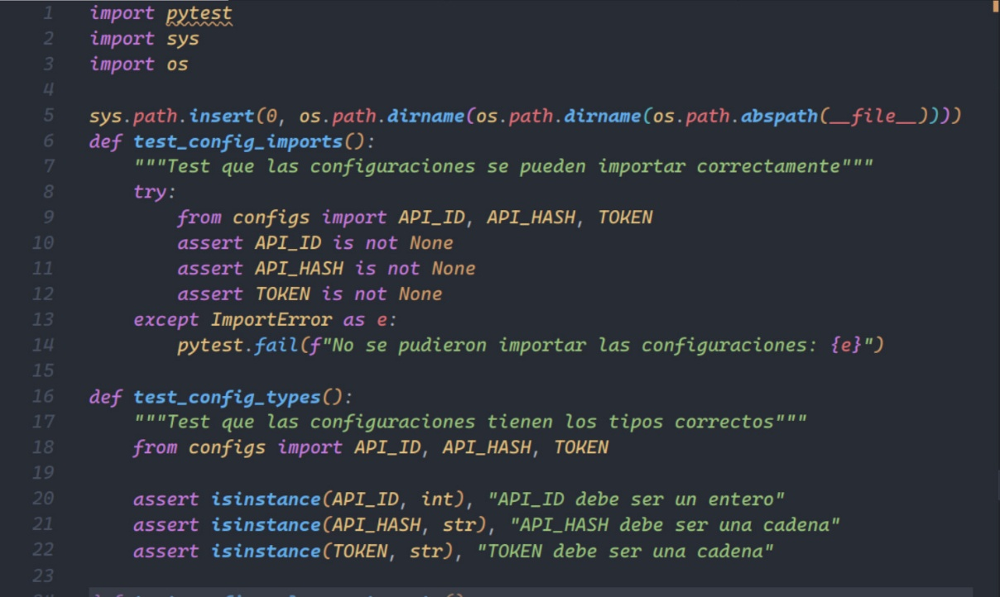 1 import pytest
2 import sys
3 import os
4
5 sys.path.insert(0, os.path.dirname(os.path.dirname(os.path.abspath(__file__))))
6 def test_config_imports():
7     """Test que las configuraciones se pueden importar correctamente"""
8     try:
9         from configs import API_ID, API_HASH, TOKEN
10         assert API_ID is not None
11         assert API_HASH is not None
12         assert TOKEN is not None
13     except ImportError as e:
14         pytest.fail(f"No se pudieron importar las configuraciones: {e}")
15
16 def test_config_types():
17     """Test que las configuraciones tienen los tipos correctos"""
18     from configs import API_ID, API_HASH, TOKEN
19
20     assert isinstance(API_ID, int), "API_ID debe ser un entero"
21     assert isinstance(API_HASH, str), "API_HASH debe ser una cadena"
22     assert isinstance(TOKEN, str), "TOKEN debe ser una cadena"
23